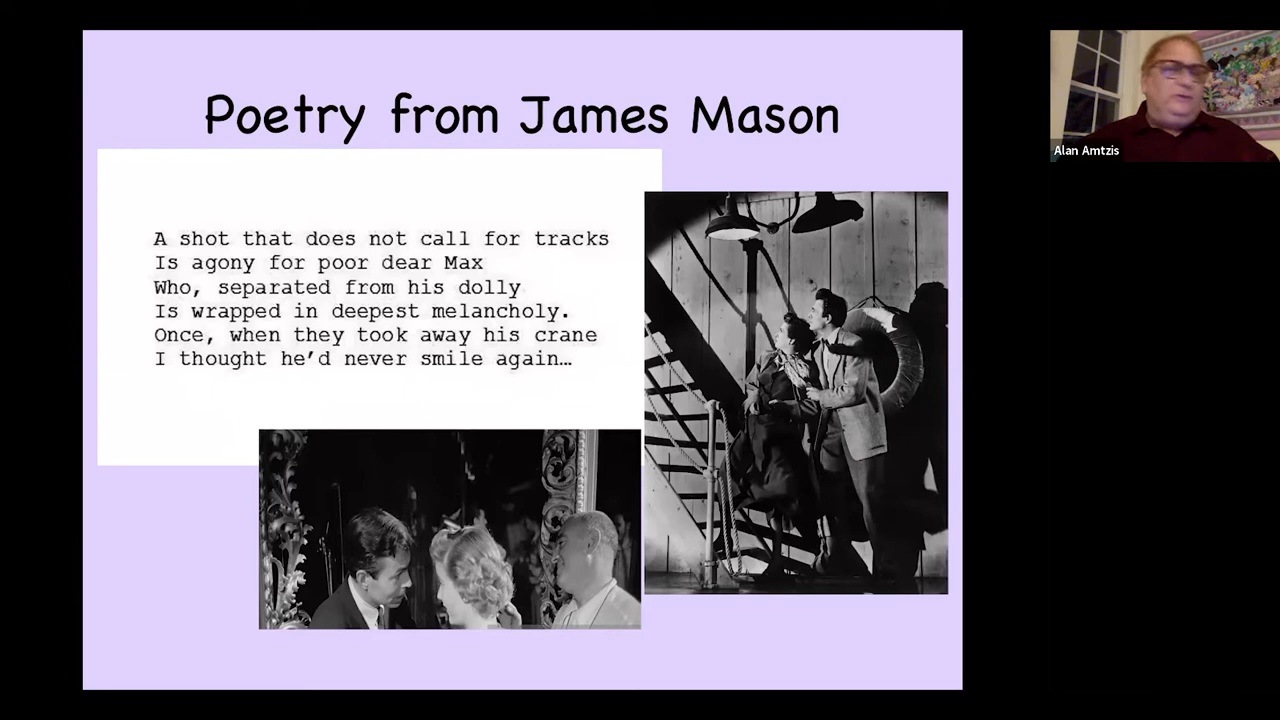 Poetry from James Mason
A shot that does not call for tracks
Is agony for poor dear Max
Who, separated from his dolly
Is wrapped in deepest melancholy.
Once, when they took away his crane
I thought he’d never smile again…
Alan Amtzis